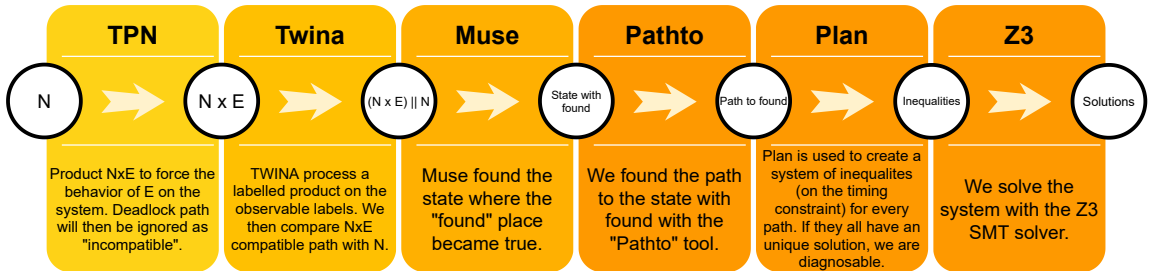 TPN
Twina
Muse
Pathto
Plan
Z3
N
N x E
(N x E) || N
State with
found
Path to found
Inequalities
Solutions
Product NxE to force the
behavior of E on the
system. Deadlock path
will then be ignored as
"incompatible".
TWINA process a
labelled product on the
observable labels. We
then compare NxE
compatible path with N.
Muse found the
state where the
"found" place
became true.
We found the path
to the state with
found with the
"Pathto" tool.
Plan is used to create a
system of inequalites
(on the timing
constraint) for every
path. If they all have an
unique solution, we are
diagnosable.
We solve the
system with the Z3
SMT solver.